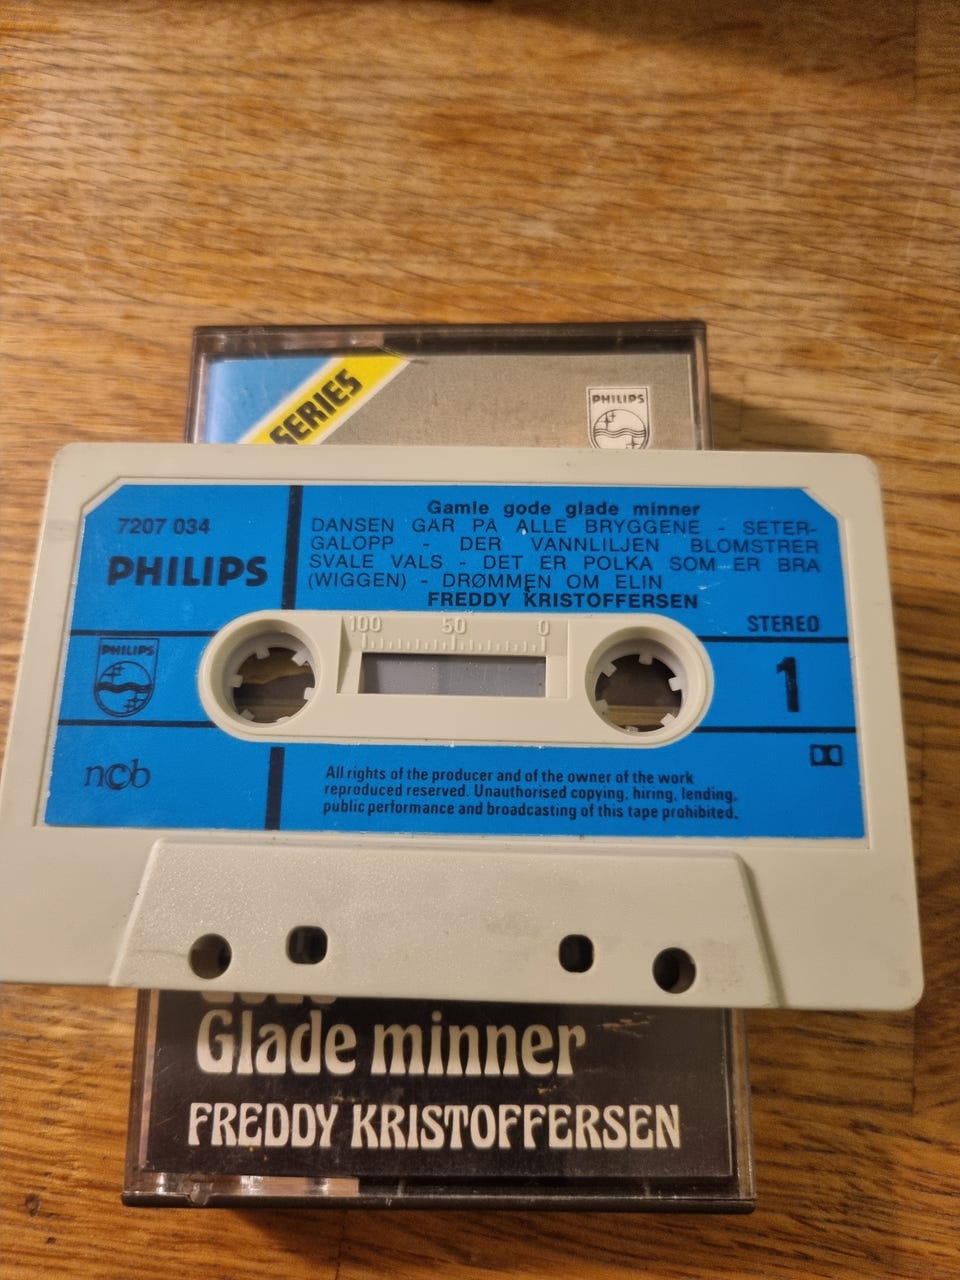 SERIES
PHILIPS
7207 034
PHILIPS
Gamle gode glade minner
DANSEN GÅR PÅ ALLE BRYGGENE - SETER-
GALOPP - DER VANNLILJEN BLOMSTRER
SVALE VALS - DET ER POLKA SOM ER BRA
(WIGGEN) - DRØMMEN OM ELIN
FREDDY KRISTOFFERSEN
100 50 0
STEREO
PHILIPS
1
ncb
All rights of the producer and of the owner of the work
reproduced reserved. Unauthorised copying, hiring, lending,
public performance and broadcasting of this tape prohibited.
Glade minner
FREDDY KRISTOFFERSEN